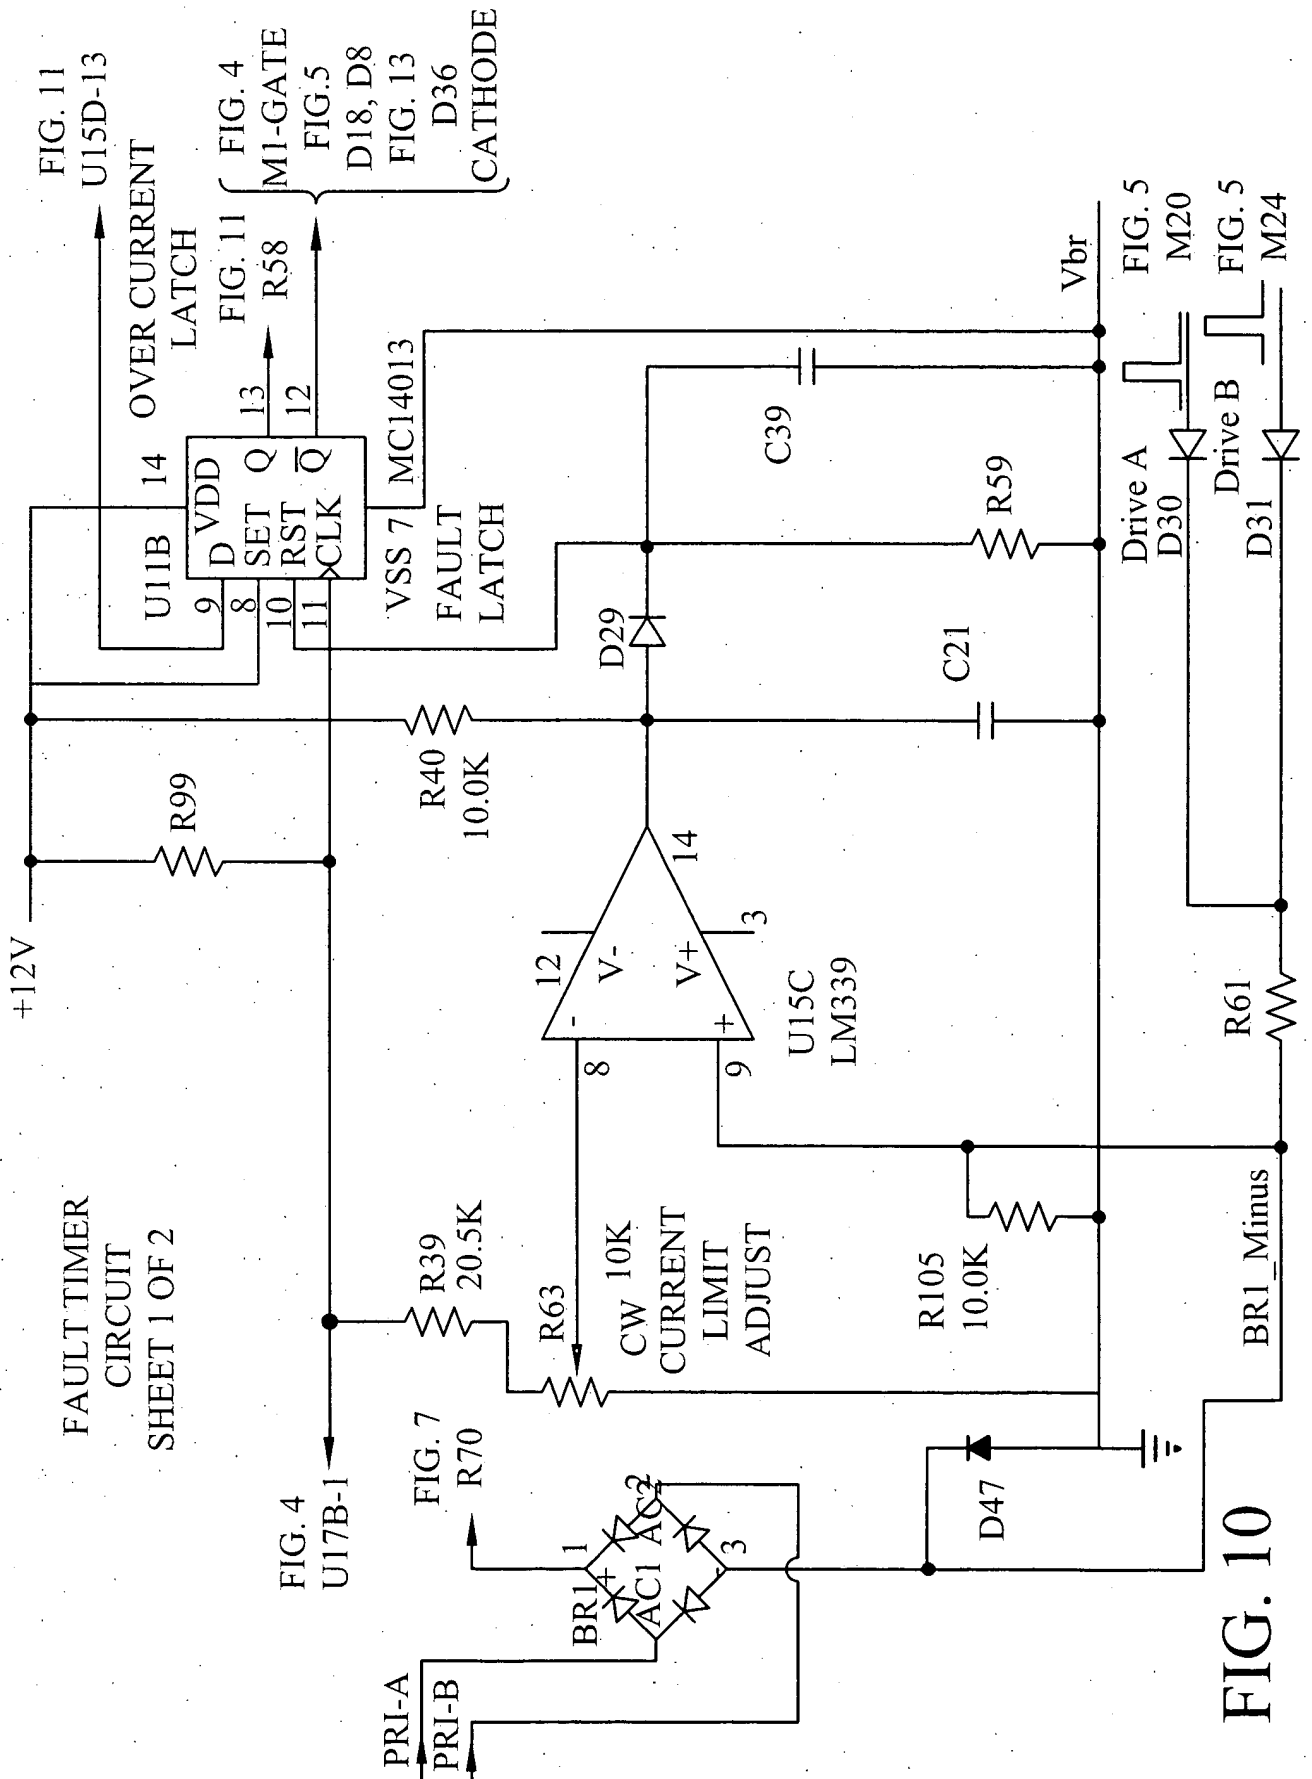 FAULT TIMER
CIRCUIT
SHEET 1 OF 2
+12V
R99
FIG. 11
U15D-13
OVER CURRENT
LATCH
U11B
14
9
8
10
11
D
VDD
SET
RST
CLK
Q
Q̅
13
12
FIG. 11
R58
FIG. 4
M1-GATE
FIG.5
D18, D8
FIG. 13
D36
CATHODE
VSS 7
MC14013
FAULT
LATCH
FIG. 4
U17B-1
R39
20.5K
R40
10.0K
FIG. 7
R70
PRI-A
PRI-B
BR1
1
+
AC1
AC2
2
-
3
R63
CW
10K
CURRENT
LIMIT
ADJUST
8
9
12
V-
-
+
V+
3
14
U15C
LM339
D29
C39
C21
R59
R105
10.0K
D47
Vbr
BR1_Minus
R61
Drive A
D30
FIG. 5
M20
Drive B
D31
FIG. 5
M24
FIG. 10